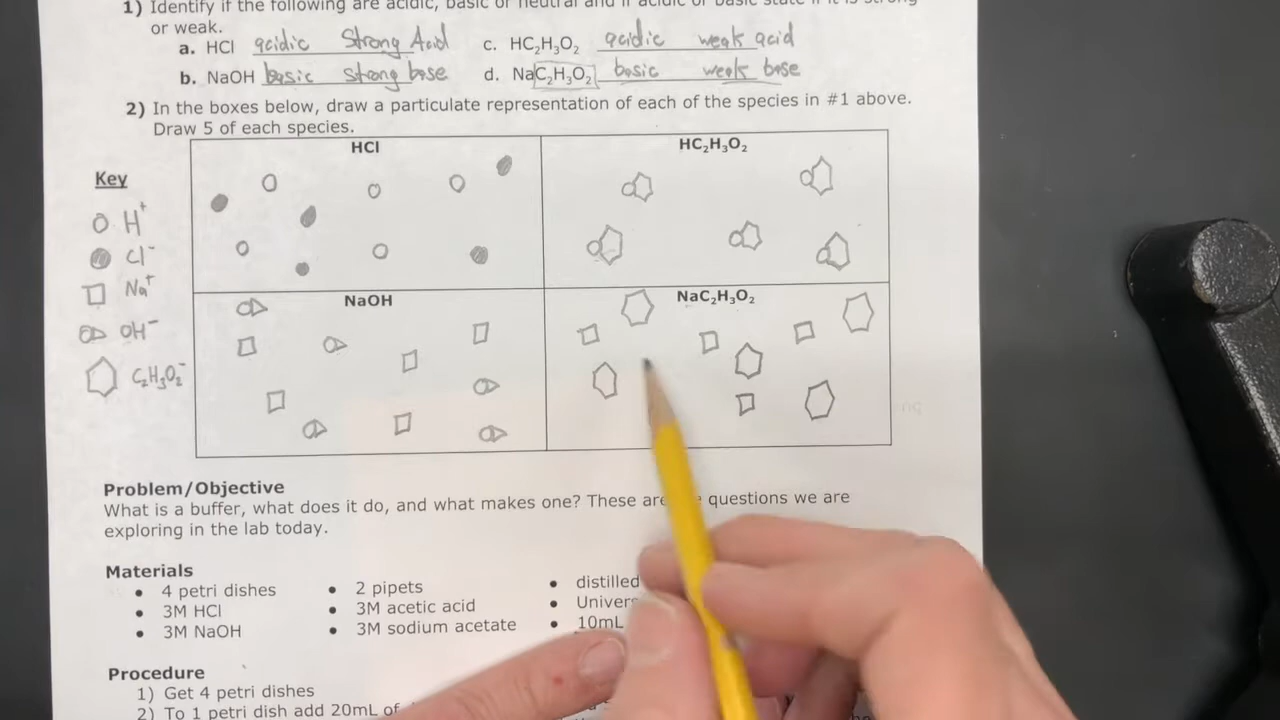 1) Identify if the following are acidic, basic or neutral and if acidic or basic state if it is strong
or weak.
a. HCl acidic Strong Acid c. HC₂H₃O₂ acidic weak acid
b. NaOH basic strong base d. NaC₂H₃O₂ basic weak base
2) In the boxes below, draw a particulate representation of each of the species in #1 above.
Draw 5 of each species.
HCl HC₂H₃O₂
Key
H⁺
Cl⁻
Na⁺
OH⁻
C₂H₃O₂⁻
NaOH NaC₂H₃O₂
Problem/Objective
What is a buffer, what does it do, and what makes one? These are questions we are
exploring in the lab today.
Materials
• 4 petri dishes • 2 pipets • distilled
• 3M HCl • 3M acetic acid • Univers
• 3M NaOH • 3M sodium acetate • 10mL
Procedure
1) Get 4 petri dishes
2) To 1 petri dish add 20mL of